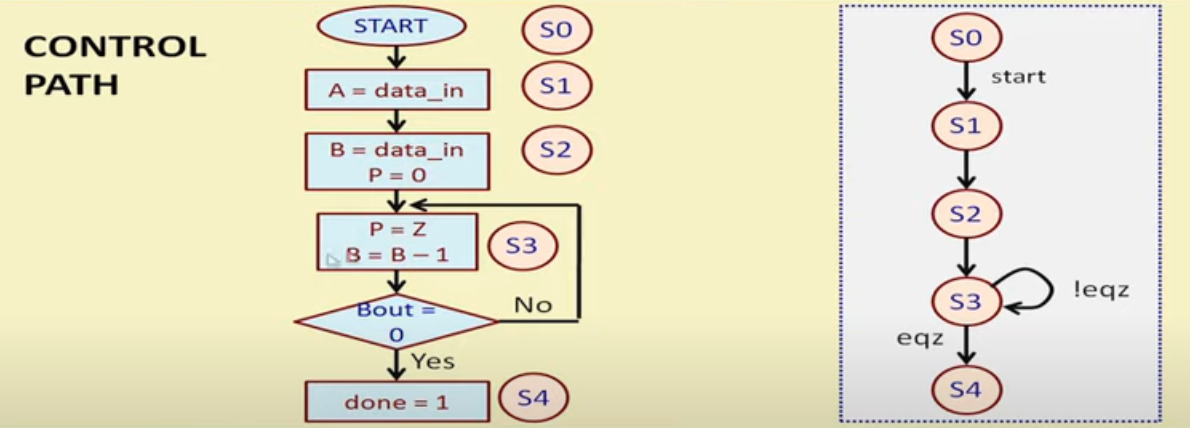 CONTROL
PATH
START
S0
A = data_in
S1
B = data_in
P = 0
S2
P = Z
B = B – 1
S3
Bout =
0
No
Yes
done = 1
S4
S0
start
S1
S2
S3
!eqz
eqz
S4